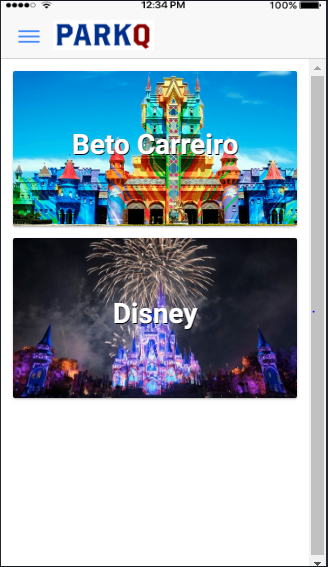 12:34 PM 100%
PARKQ
Beto Carreiro
Disney